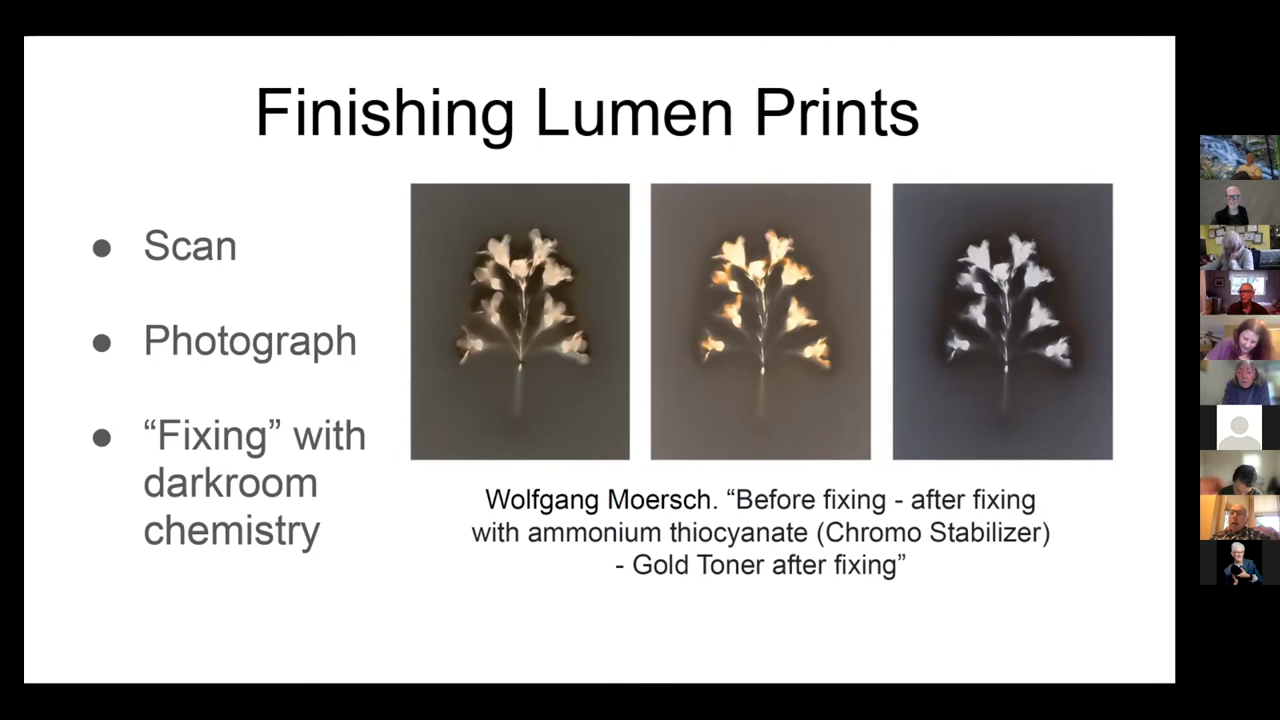 Finishing Lumen Prints
● Scan
● Photograph
● “Fixing” with
darkroom
chemistry
Wolfgang Moersch. “Before fixing - after fixing
with ammonium thiocyanate (Chromo Stabilizer)
- Gold Toner after fixing”